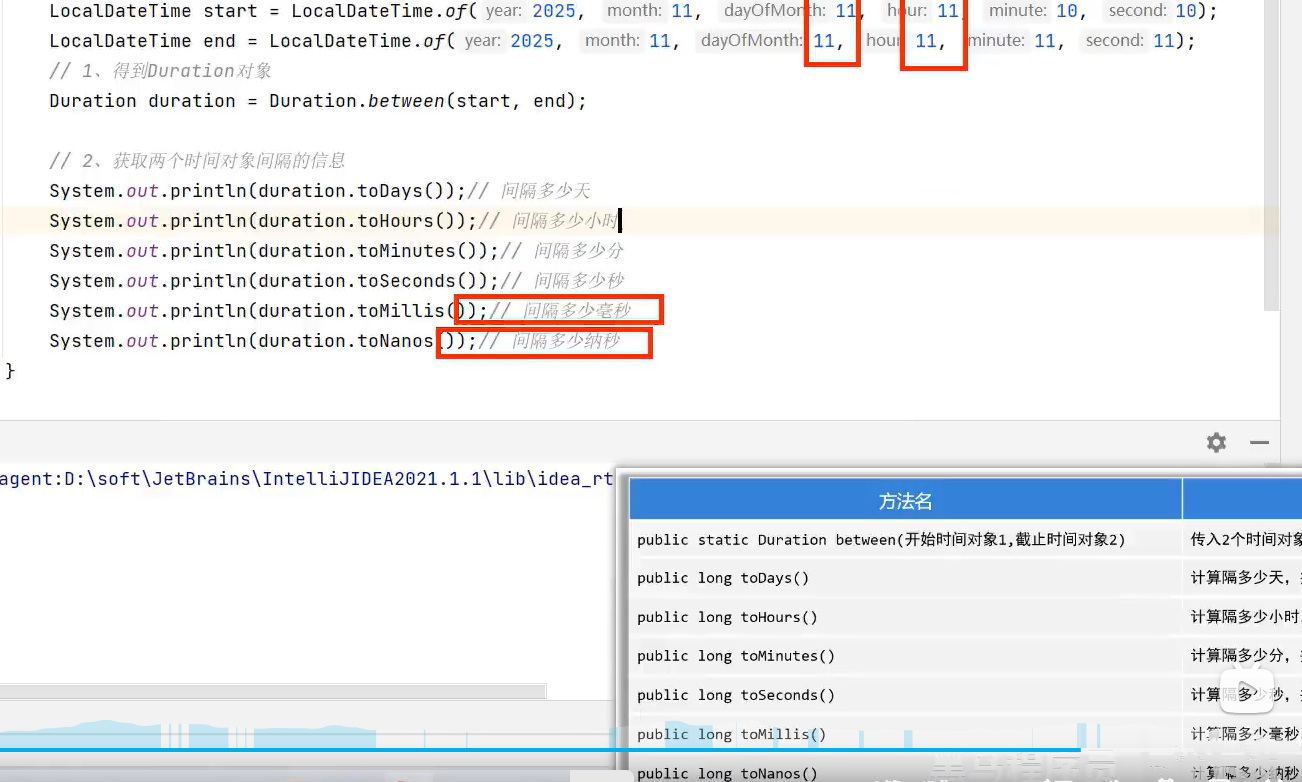 LocalDateTime start = LocalDateTime.of( year: 2025, month: 11, dayOfMonth: 11, hour: 11, minute: 10, second: 10);
LocalDateTime end = LocalDateTime.of( year: 2025, month: 11, dayOfMonth: 11, hour: 11, minute: 11, second: 11);
// 1、得到Duration对象
Duration duration = Duration.between(start, end);
// 2、获取两个时间对象间隔的信息
System.out.println(duration.toDays());// 间隔多少天
System.out.println(duration.toHours());// 间隔多少小时
System.out.println(duration.toMinutes());// 间隔多少分
System.out.println(duration.toSeconds());// 间隔多少秒
System.out.println(duration.toMillis());// 间隔多少毫秒
System.out.println(duration.toNanos());// 间隔多少纳秒
}
agent:D:\soft\JetBrains\IntelliJIDEA2021.1.1\lib\idea_rt
方法名
public static Duration between(开始时间对象1,截止时间对象2) 传入2个时间对象
public long toDays() 计算隔多少天，
public long toHours() 计算隔多少小时
public long toMinutes() 计算隔多少分，
public long toSeconds() 计算隔多少秒，
public long toMillis() 计算隔多少毫秒
public long toNanos() 计算隔多少纳秒
黑马程序员